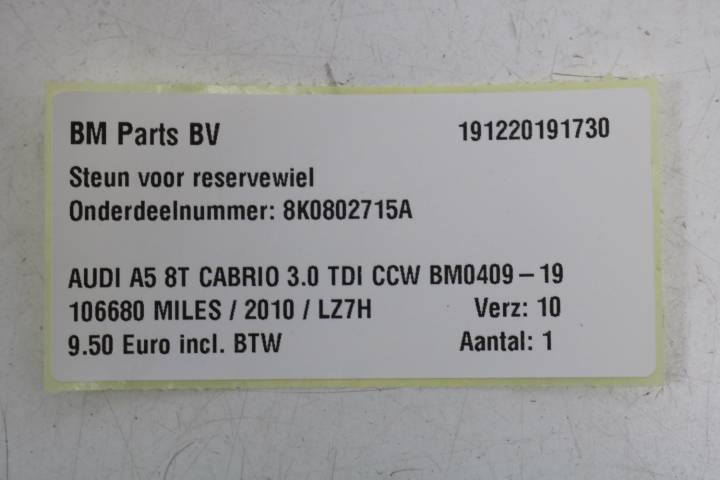 BM Parts BV 191220191730
Steun voor reservewiel
Onderdeelnummer: 8K0802715A
AUDI A5 8T CABRIO 3.0 TDI CCW BM0409-19
106680 MILES / 2010 / LZ7H Verz: 10
9.50 Euro incl. BTW Aantal: 1